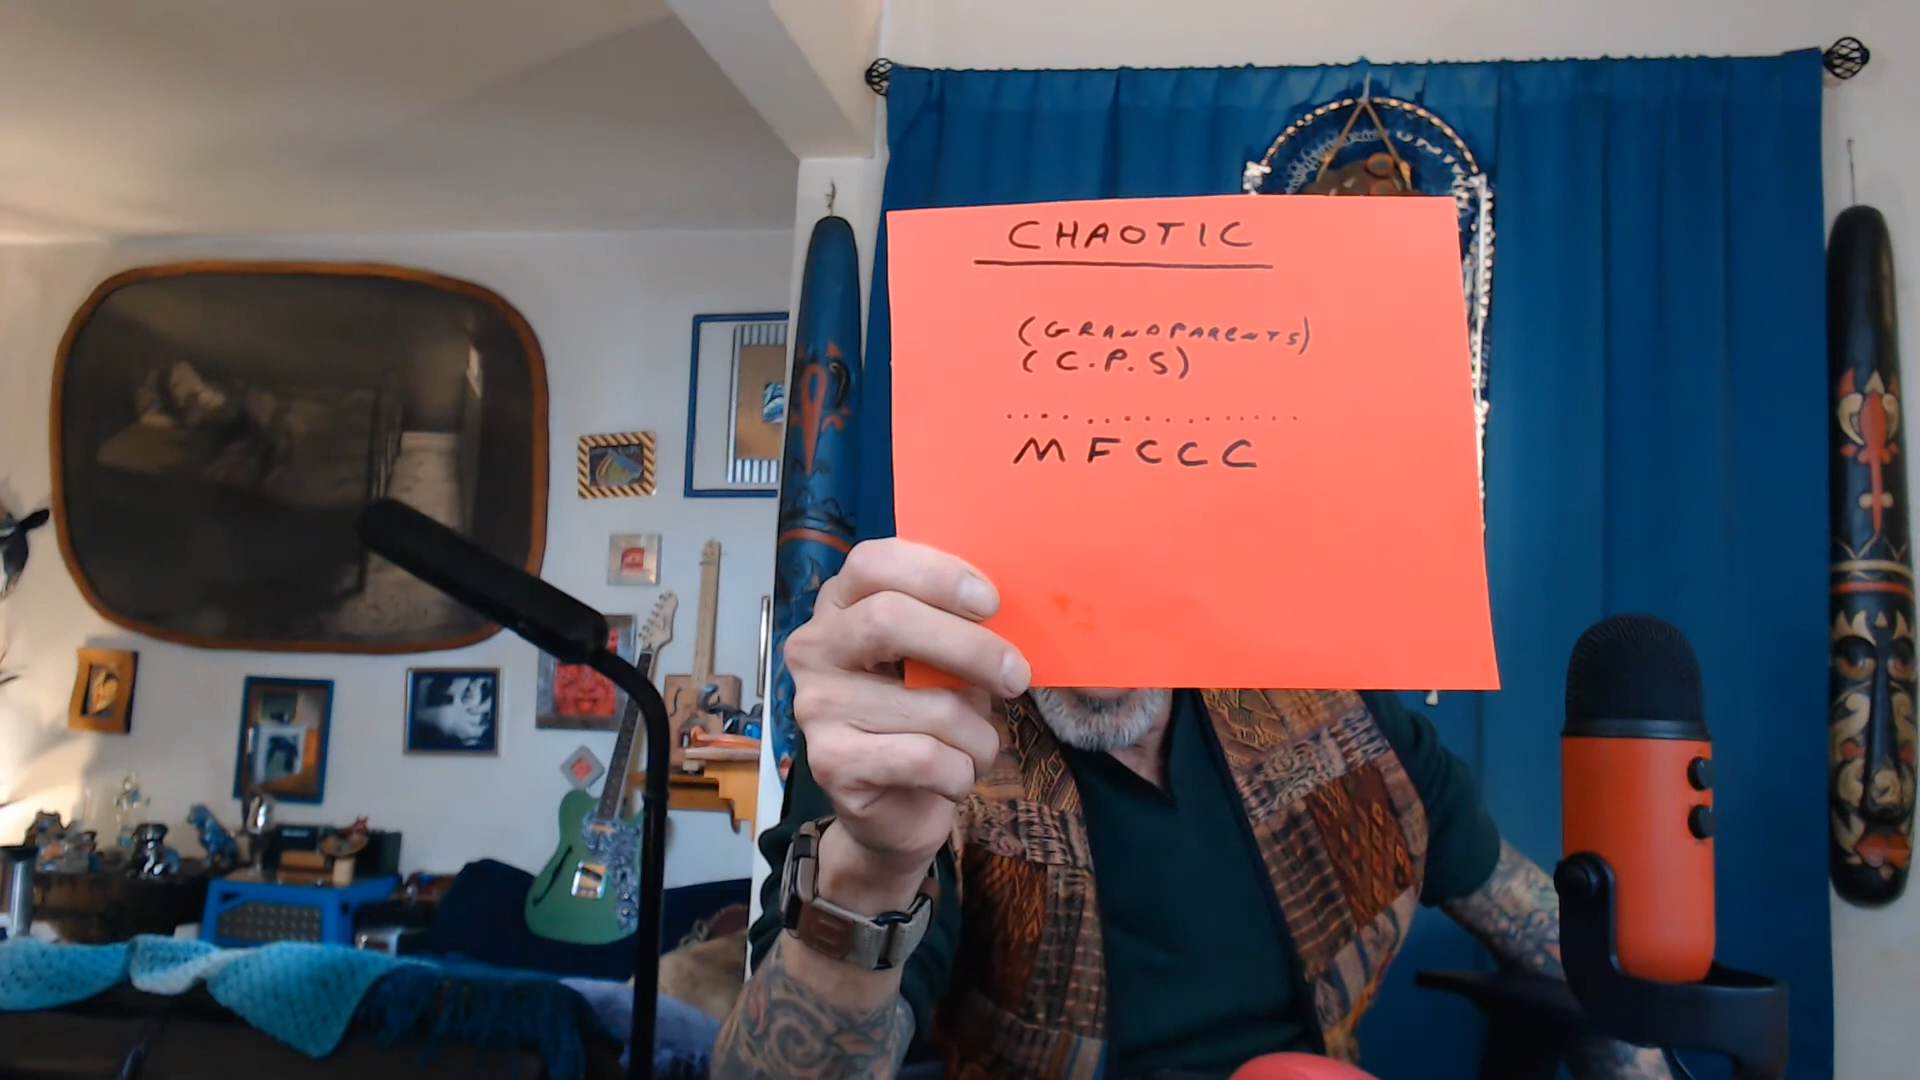 CHAOTIC
(GRANDPARENTS)
(C.P.S)
................
MFCCC